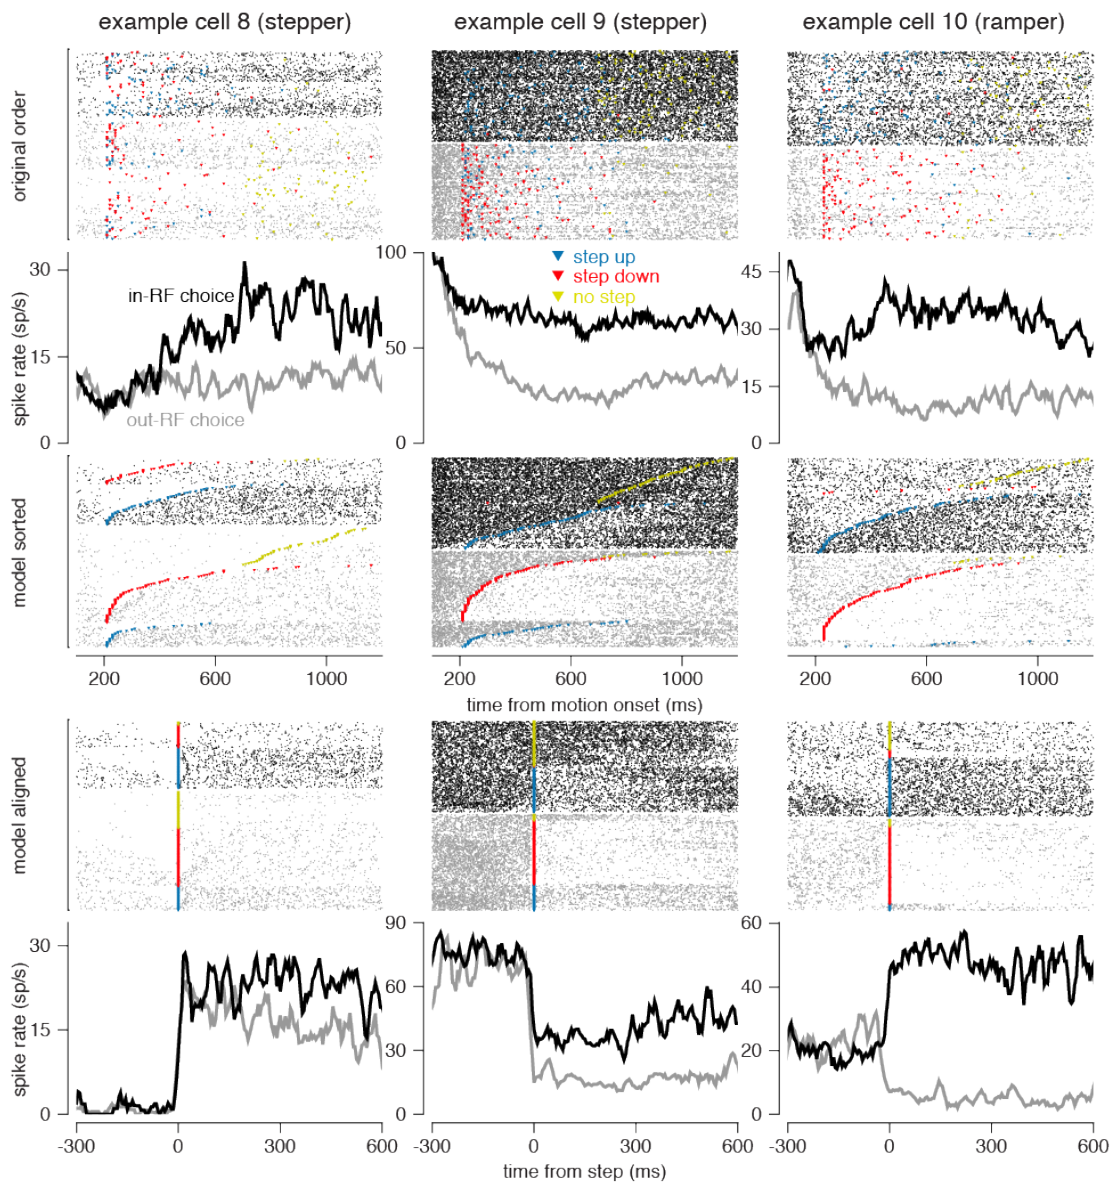 example cell 8 (stepper)
example cell 9 (stepper)
example cell 10 (ramper)
original order
step up
step down
no step
in-RF choice
out-RF choice
spike rate (sp/s)
30
15
0
100
50
0
45
30
15
0
model sorted
200
600
1000
200
600
1000
200
600
1000
time from motion onset (ms)
model aligned
spike rate (sp/s)
30
15
0
90
60
30
0
60
40
20
0
-300
0
300
600
-300
0
300
600
-300
0
300
600
time from step (ms)